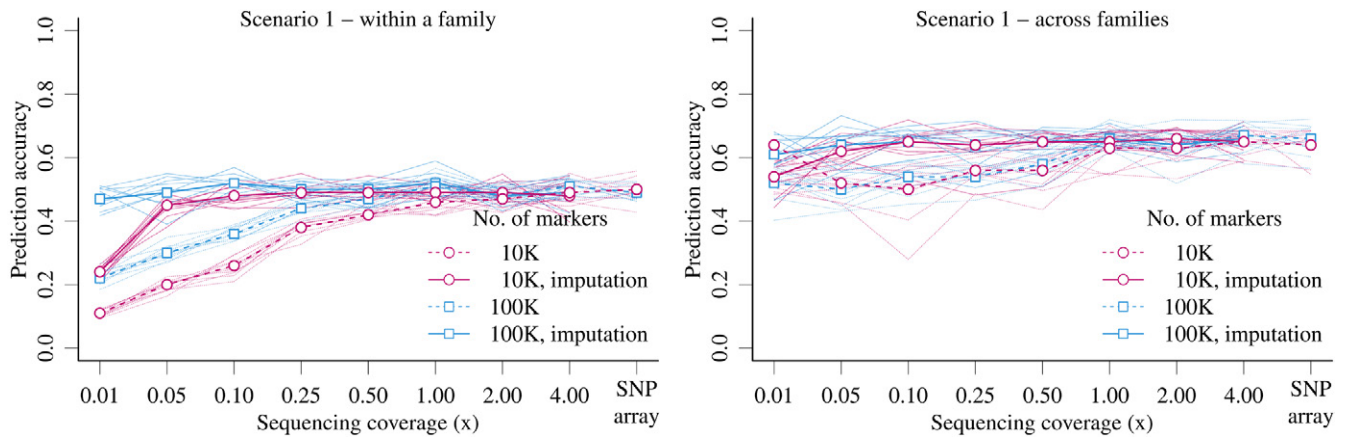 Scenario 1 – within a family
Prediction accuracy
1.0
0.8
0.6
0.4
0.2
0.0
No. of markers
10K
10K, imputation
100K
100K, imputation
0.01 0.05 0.10 0.25 0.50 1.00 2.00 4.00 SNP array
Sequencing coverage (x)
Scenario 1 – across families
Prediction accuracy
1.0
0.8
0.6
0.4
0.2
0.0
No. of markers
10K
10K, imputation
100K
100K, imputation
0.01 0.05 0.10 0.25 0.50 1.00 2.00 4.00 SNP array
Sequencing coverage (x)